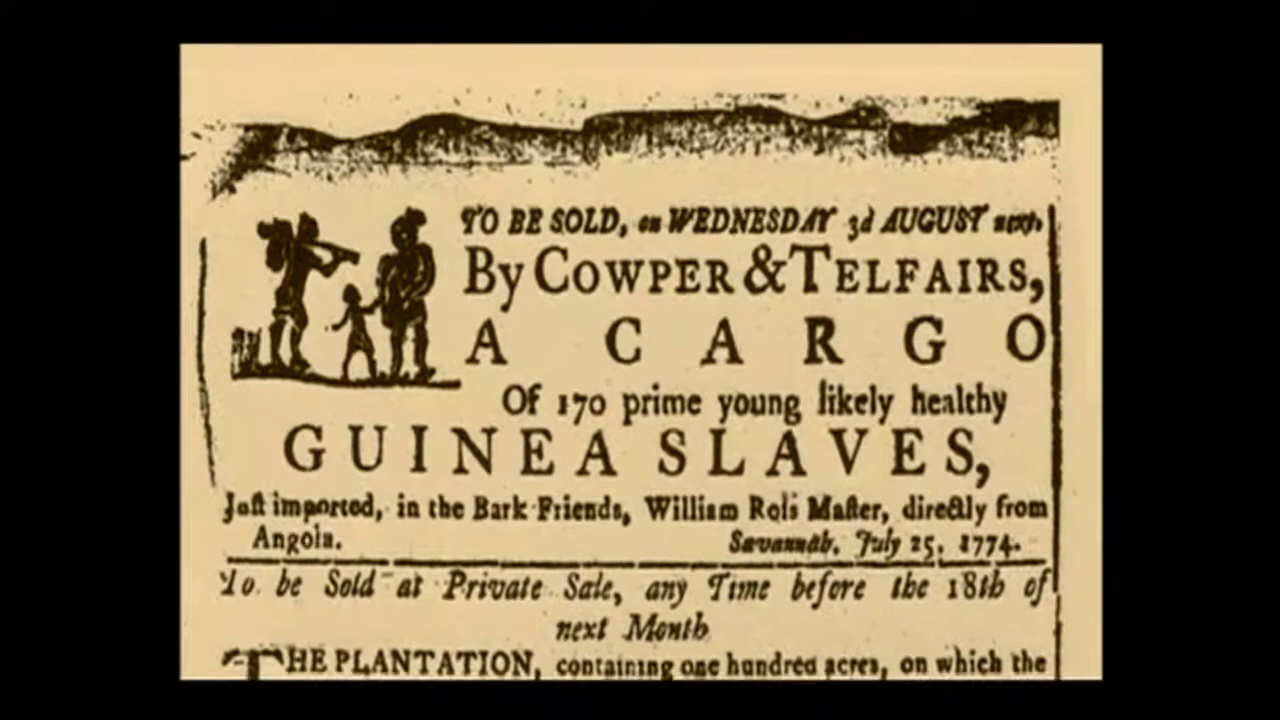 TO BE SOLD, on WEDNESDAY 3d AUGUST next,
By COWPER & TELFAIRS,
A CARGO
Of 170 prime young likely healthy
GUINEA SLAVES,
Juſt imported, in the Bark Friends, William Roſs Maſter, directly from
Angola. Savannah, July 25, 1774.
To be Sold at Private Sale, any Time before the 18th of
next Month
THE PLANTATION, containing one hundred acres, on which the